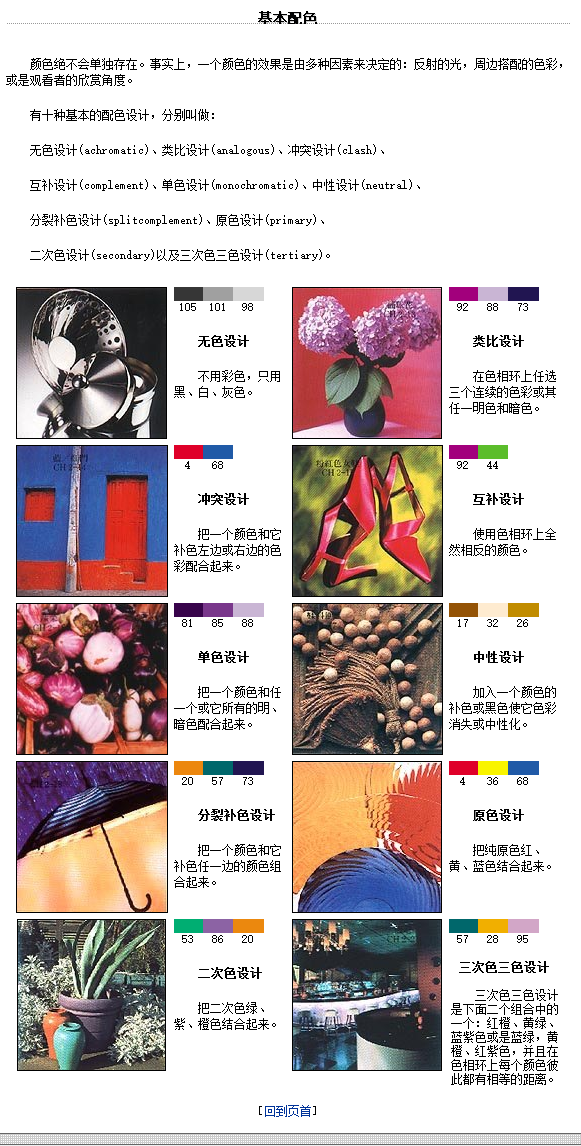 基本配色
颜色绝不会单独存在。事实上，一个颜色的效果是由多种因素来决定的：反射的光，周边搭配的色彩，
或是观看者的欣赏角度。
有十种基本的配色设计，分别叫做：
无色设计(achromatic)、类比设计(analogous)、冲突设计(clash)、
互补设计(complement)、单色设计(monochromatic)、中性设计(neutral)、
分裂补色设计(splitcomplement)、原色设计(primary)、
二次色设计(secondary)以及三次色三色设计(tertiary)。
105 101 98
无色设计
不用彩色，只用
黑、白、灰色。
92 88 73
类比设计
在色相环上任选
三个连续的色彩或其
任一明色和暗色。
CH 2-14
4 68
冲突设计
把一个颜色和它
补色左边或右边的色
彩配合起来。
粉紅色女鞋
92 44
互补设计
使用色相环上全
然相反的颜色。
81 85 88
单色设计
把一个颜色和任
一个或它所有的明、
暗色配合起来。
17 32 26
中性设计
加入一个颜色的
补色或黑色使它色彩
消失或中性化。
20 57 73
分裂补色设计
把一个颜色和它
补色任一边的颜色组
合起来。
4 36 68
原色设计
把纯原色红、
黄、蓝色结合起来。
53 86 20
二次色设计
把二次色绿、
紫、橙色结合起来。
57 28 95
三次色三色设计
三次色三色设计
是下面二个组合中的
一个：红橙、黄绿、
蓝紫色或是蓝绿，黄
橙、红紫色，并且在
色相环上每个颜色彼
此都有相等的距离。
[回到页首]